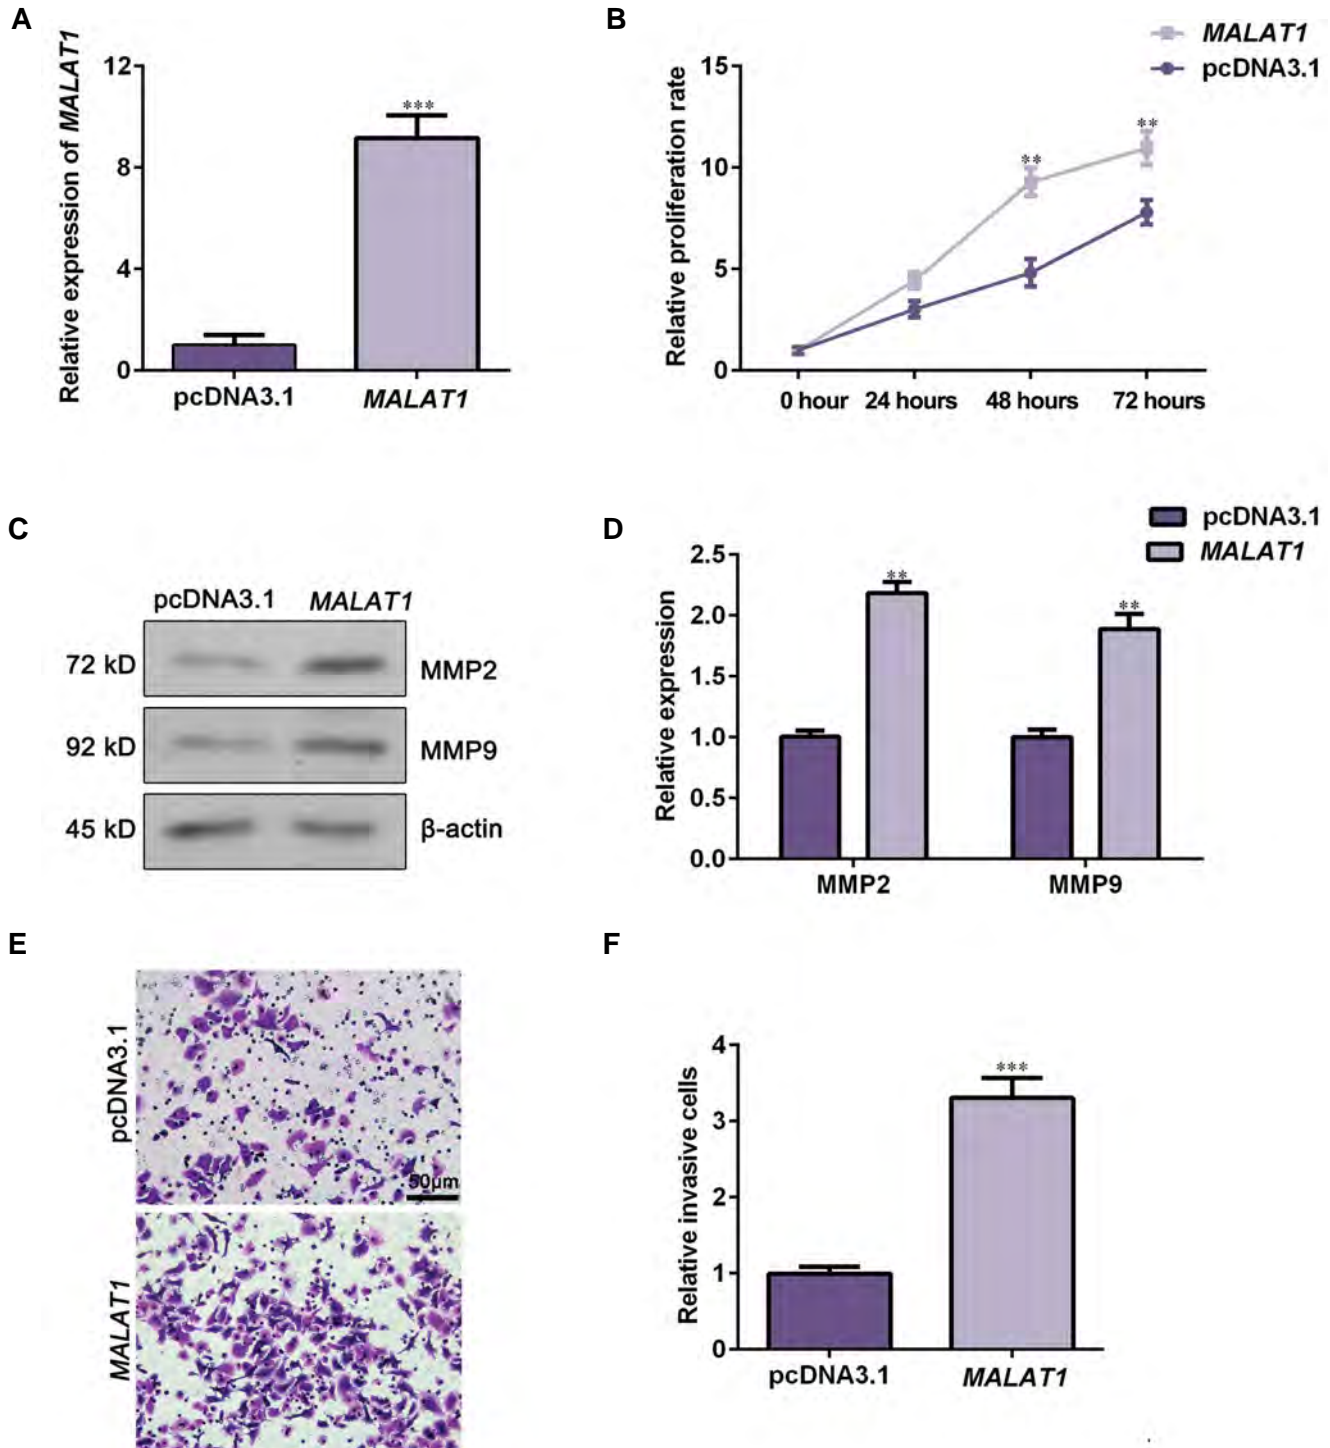 A
Relative expression of MALAT1
12
8
4
0
***
pcDNA3.1
MALAT1
B
MALAT1
pcDNA3.1
Relative proliferation rate
15
10
5
0
**
**
0 hour
24 hours
48 hours
72 hours
C
pcDNA3.1
MALAT1
72 kD
MMP2
92 kD
MMP9
45 kD
β-actin
D
pcDNA3.1
MALAT1
Relative expression
2.5
2.0
1.5
1.0
0.5
0.0
**
**
MMP2
MMP9
E
pcDNA3.1
50μm
MALAT1
F
Relative invasive cells
4
3
2
1
0
***
pcDNA3.1
MALAT1